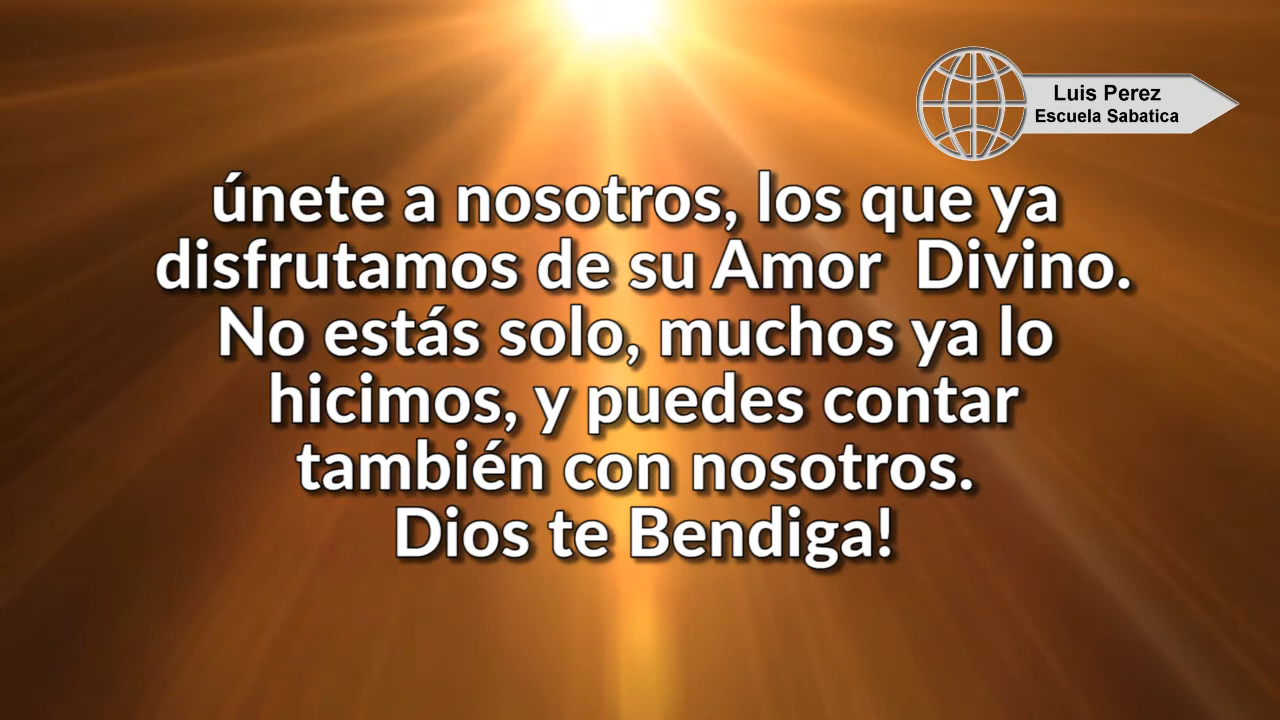 Luis Perez
Escuela Sabatica
únete a nosotros, los que ya
disfrutamos de su Amor  Divino.
No estás solo, muchos ya lo
hicimos, y puedes contar
también con nosotros.
Dios te Bendiga!